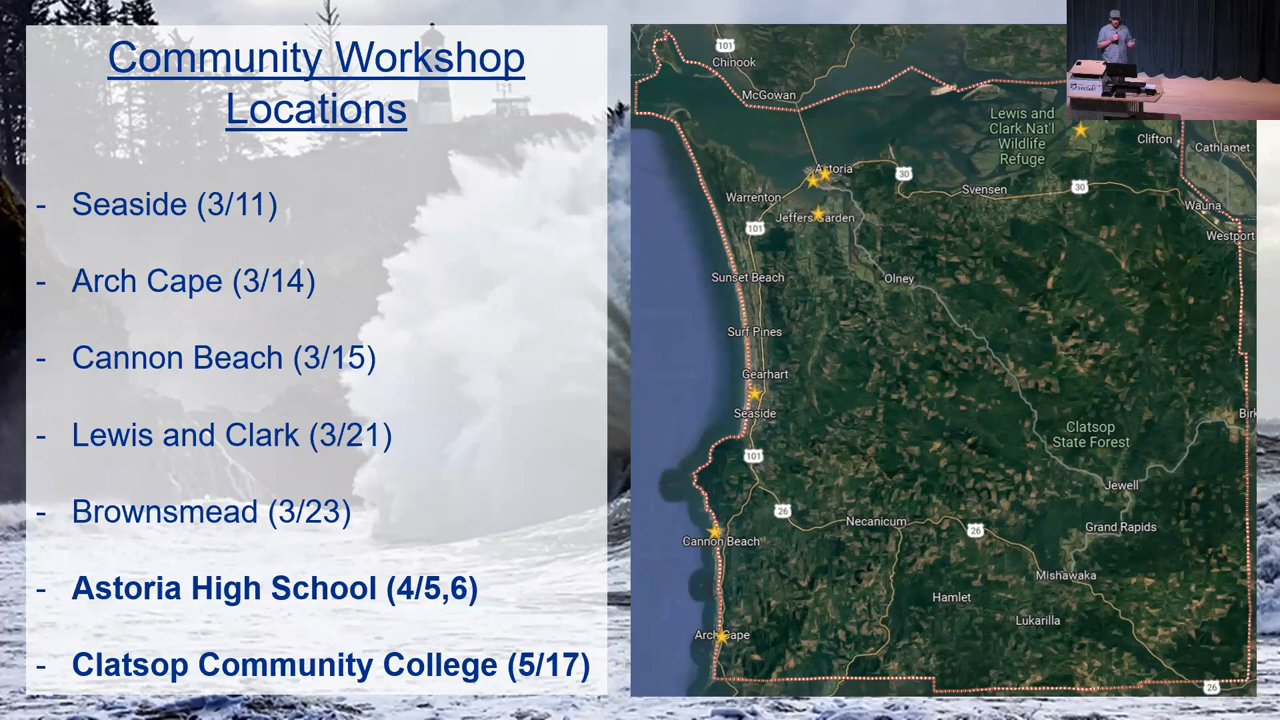 Community Workshop
Locations
- Seaside (3/11)
- Arch Cape (3/14)
- Cannon Beach (3/15)
- Lewis and Clark (3/21)
- Brownsmead (3/23)
- Astoria High School (4/5,6)
- Clatsop Community College (5/17)
101
Chinook
McGowan
Lewis and
Clark Nat'l
Wildlife
Refuge
Clifton
Cathlamet
Astoria
30
Svensen
30
Warrenton
Wauna
Jeffers Garden
101
Westport
Sunset Beach
Olney
Surf Pines
Gearhart
Seaside
Birk
Clatsop
State Forest
101
Jewell
26
Necanicum
26
Grand Rapids
Cannon Beach
Mishawaka
Hamlet
Lukarilla
Arch Cape
26